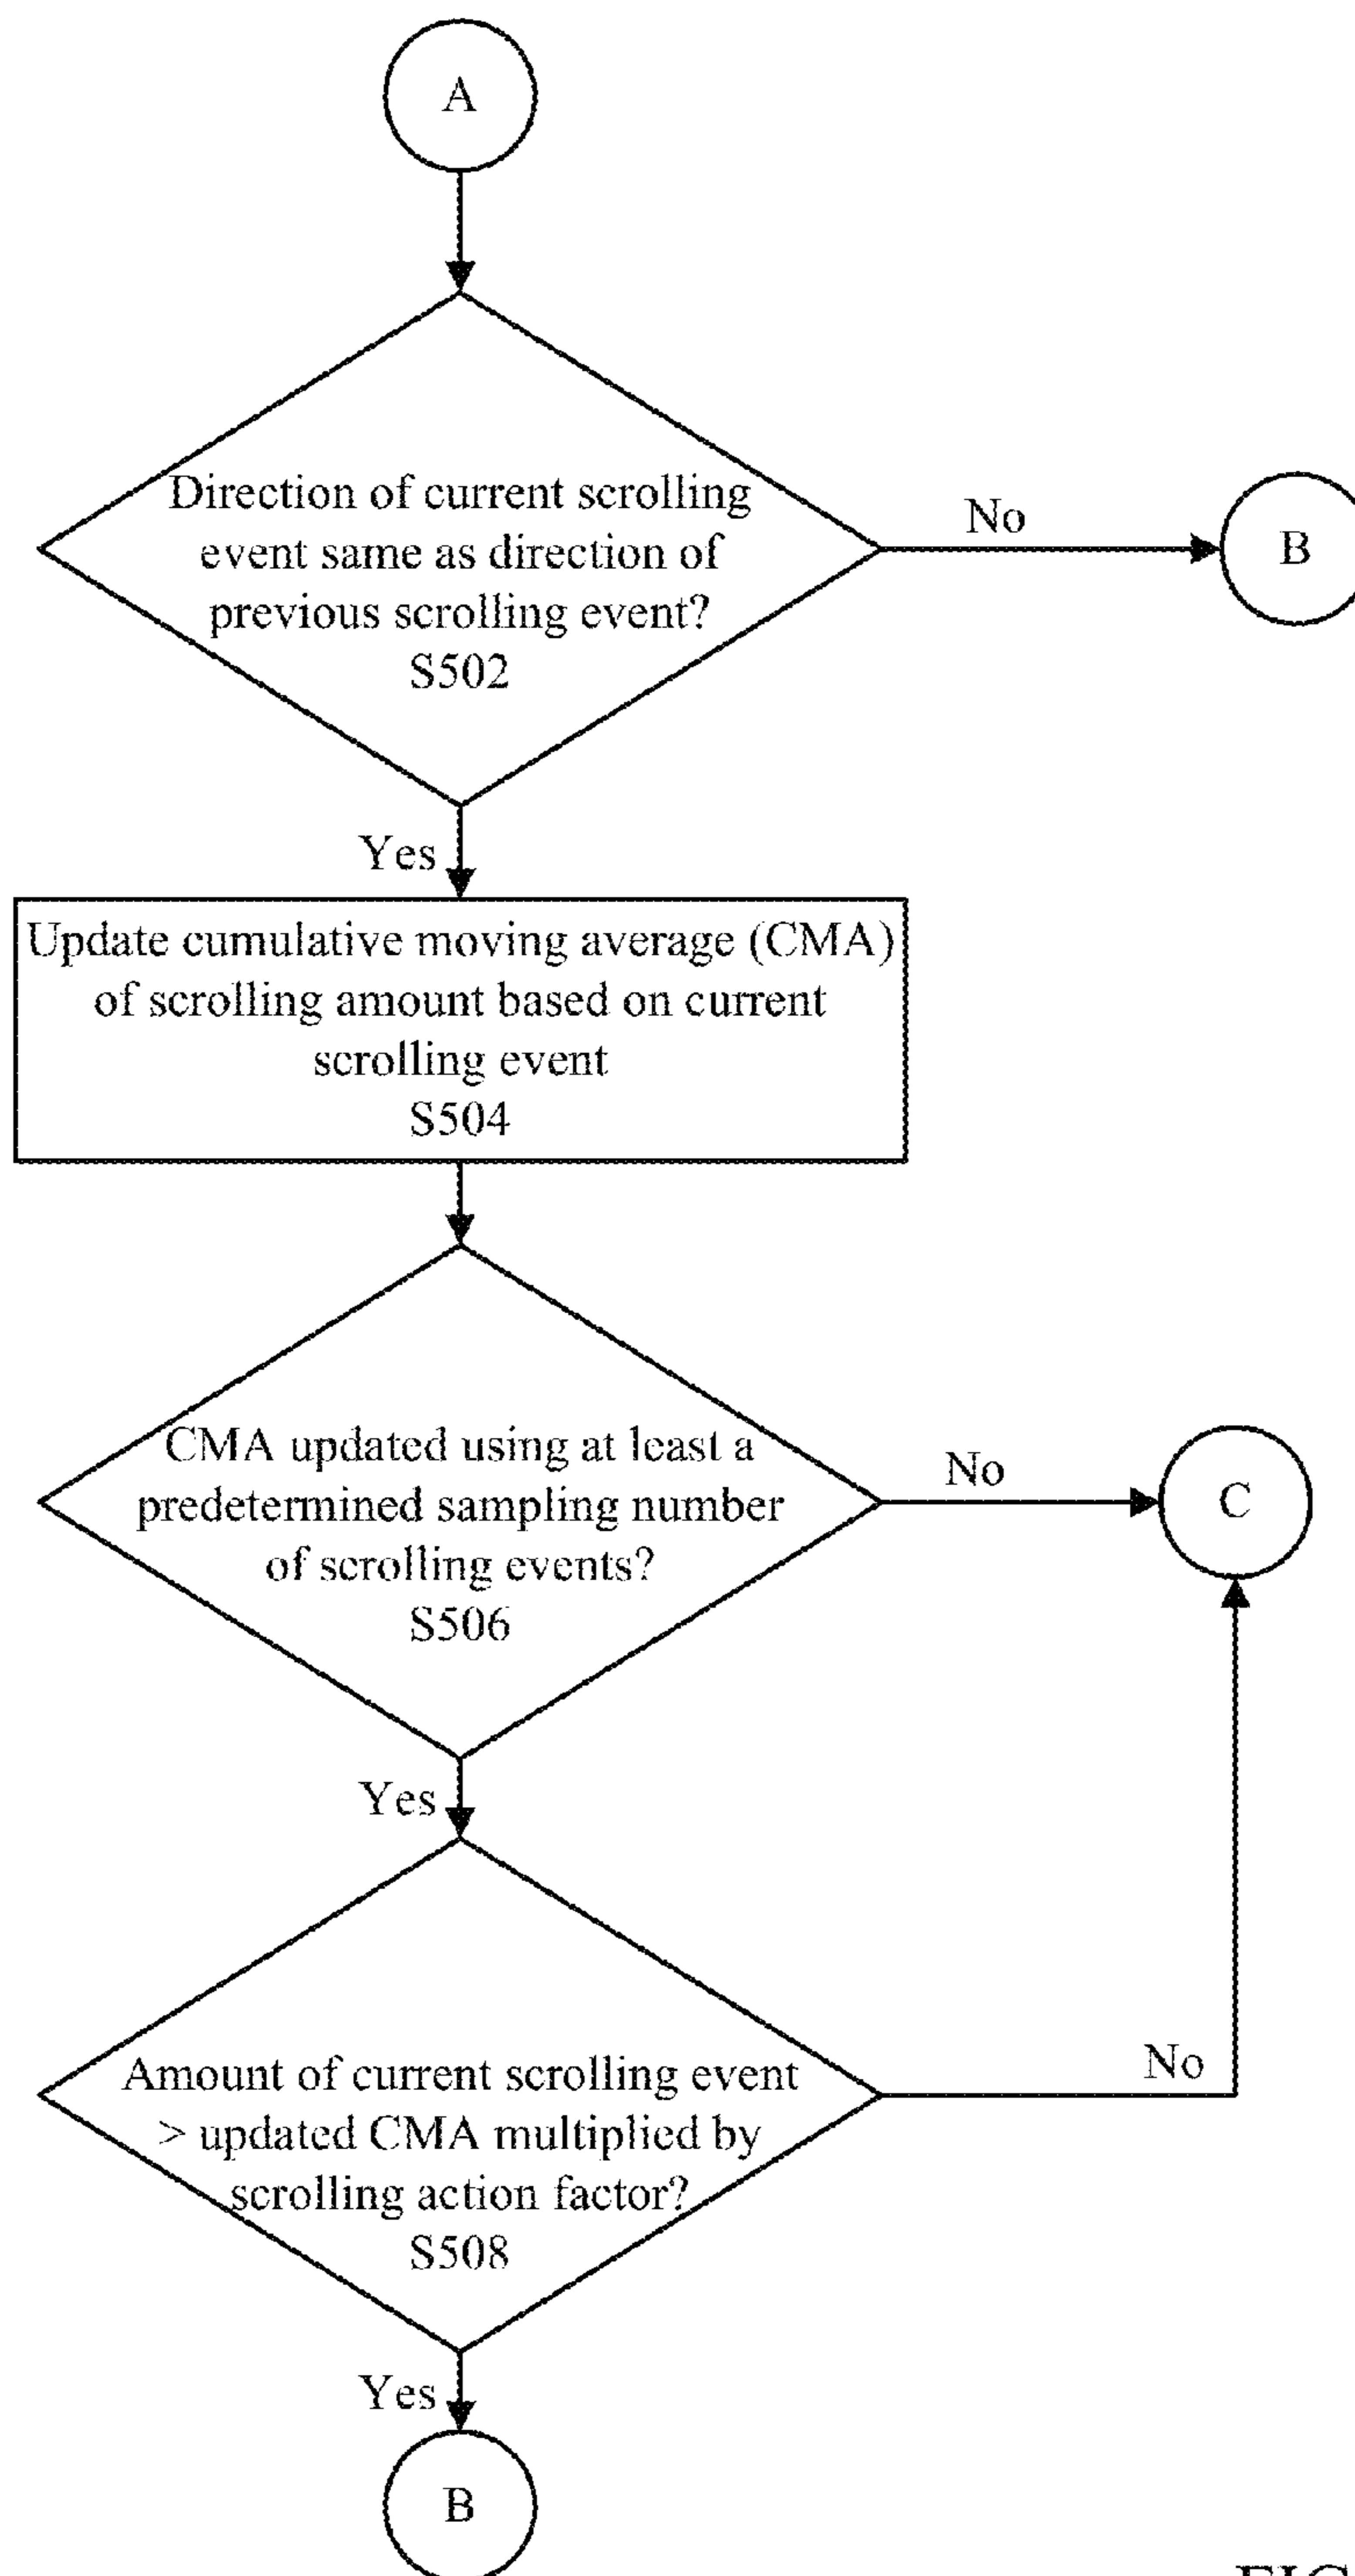 A
Direction of current scrolling
event same as direction of
previous scrolling event?
S502
No
B
Yes
Update cumulative moving average (CMA)
of scrolling amount based on current
scrolling event
S504
CMA updated using at least a
predetermined sampling number
of scrolling events?
S506
No
C
Yes
Amount of current scrolling event
> updated CMA multiplied by
scrolling action factor?
S508
No
Yes
B